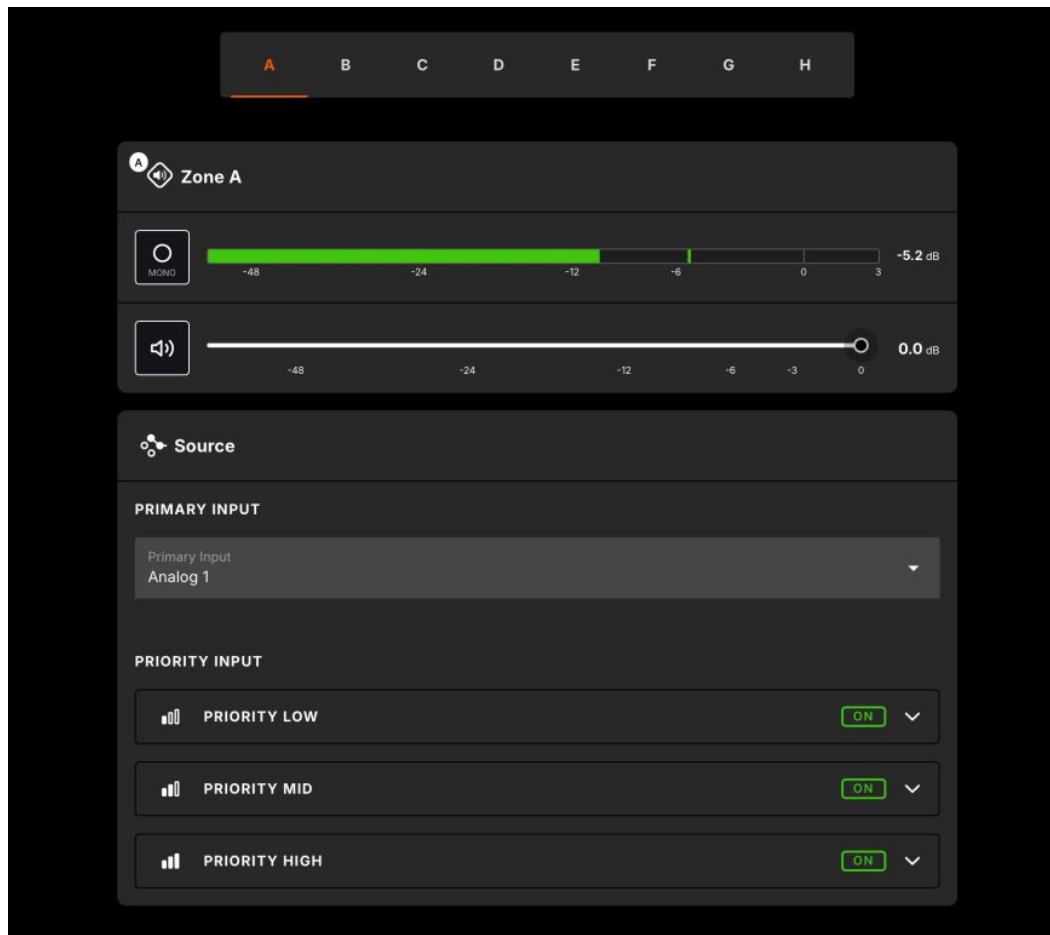 A B C D E F G H
A
Zone A
MONO
-48 -24 -12 -6 0 3
-5.2 dB
-48 -24 -12 -6 -3 0
0.0 dB
Source
PRIMARY INPUT
Primary Input
Analog 1
PRIORITY INPUT
PRIORITY LOW ON
PRIORITY MID ON
PRIORITY HIGH ON